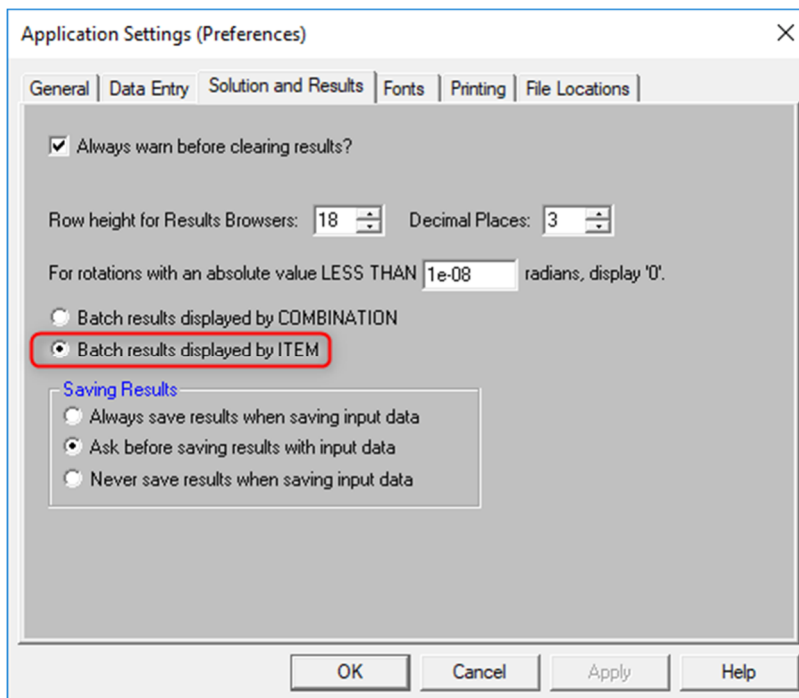 Application Settings (Preferences)
General Data Entry Solution and Results Fonts Printing File Locations
Always warn before clearing results?
Row height for Results Browsers: 18 Decimal Places: 3
For rotations with an absolute value LESS THAN 1e-08 radians, display '0'.
Batch results displayed by COMBINATION
Batch results displayed by ITEM
Saving Results
Always save results when saving input data
Ask before saving results with input data
Never save results when saving input data
OK Cancel Apply Help